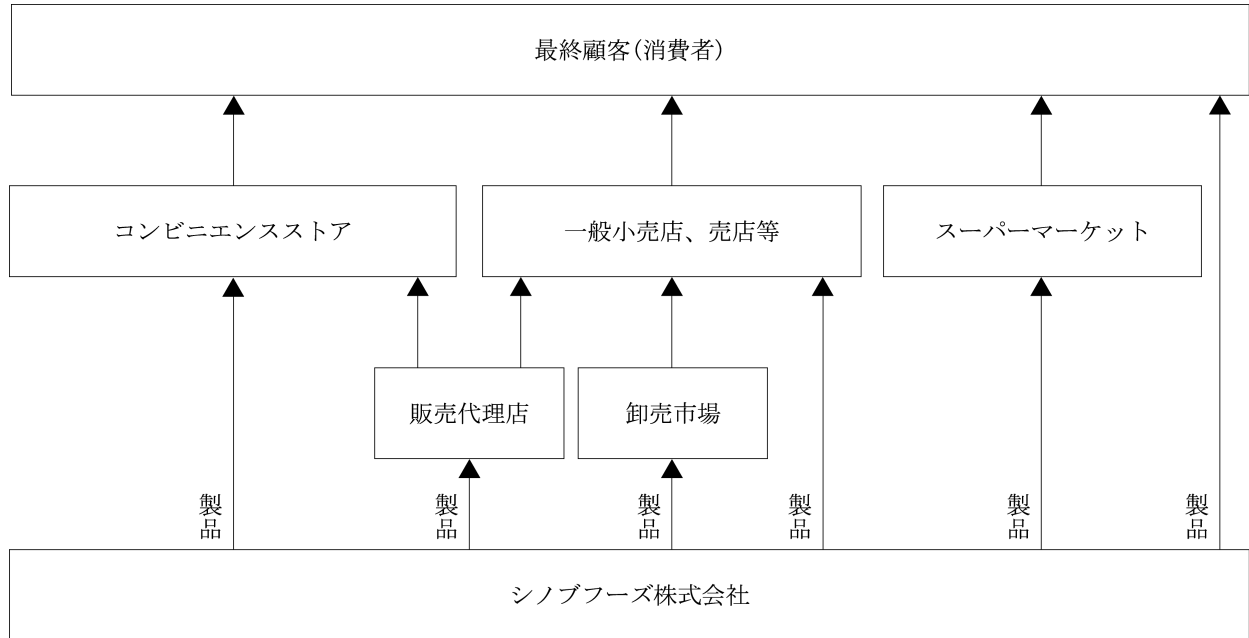 最終顧客(消費者)
コンビニエンスストア
一般小売店、売店等
スーパーマーケット
販売代理店
卸売市場
製品
製品
製品
製品
製品
製品
シノブフーズ株式会社